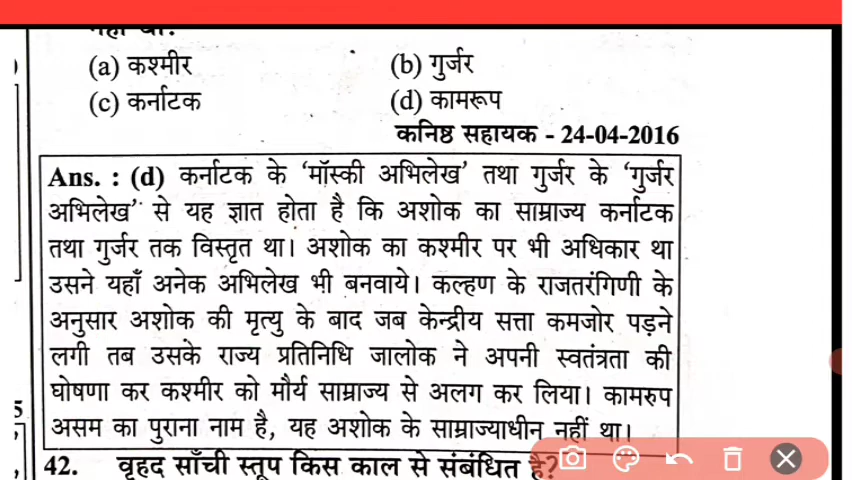 (a) कश्मीर
(b) गुर्जर
(c) कर्नाटक
(d) कामरूप
कनिष्ठ सहायक - 24-04-2016
Ans. : (d) कर्नाटक के 'मॉस्की अभिलेख' तथा गुर्जर के 'गुर्जर
अभिलेख' से यह ज्ञात होता है कि अशोक का साम्राज्य कर्नाटक
तथा गुर्जर तक विस्तृत था। अशोक का कश्मीर पर भी अधिकार था
उसने यहाँ अनेक अभिलेख भी बनवाये। कल्हण के राजतरंगिणी के
अनुसार अशोक की मृत्यु के बाद जब केन्द्रीय सत्ता कमजोर पड़ने
लगी तब उसके राज्य प्रतिनिधि जालोक ने अपनी स्वतंत्रता की
घोषणा कर कश्मीर को मौर्य साम्राज्य से अलग कर लिया। कामरुप
असम का पुराना नाम है, यह अशोक के साम्राज्याधीन नहीं था।
42. वृहद साँची स्तूप किस काल से संबंधित है?